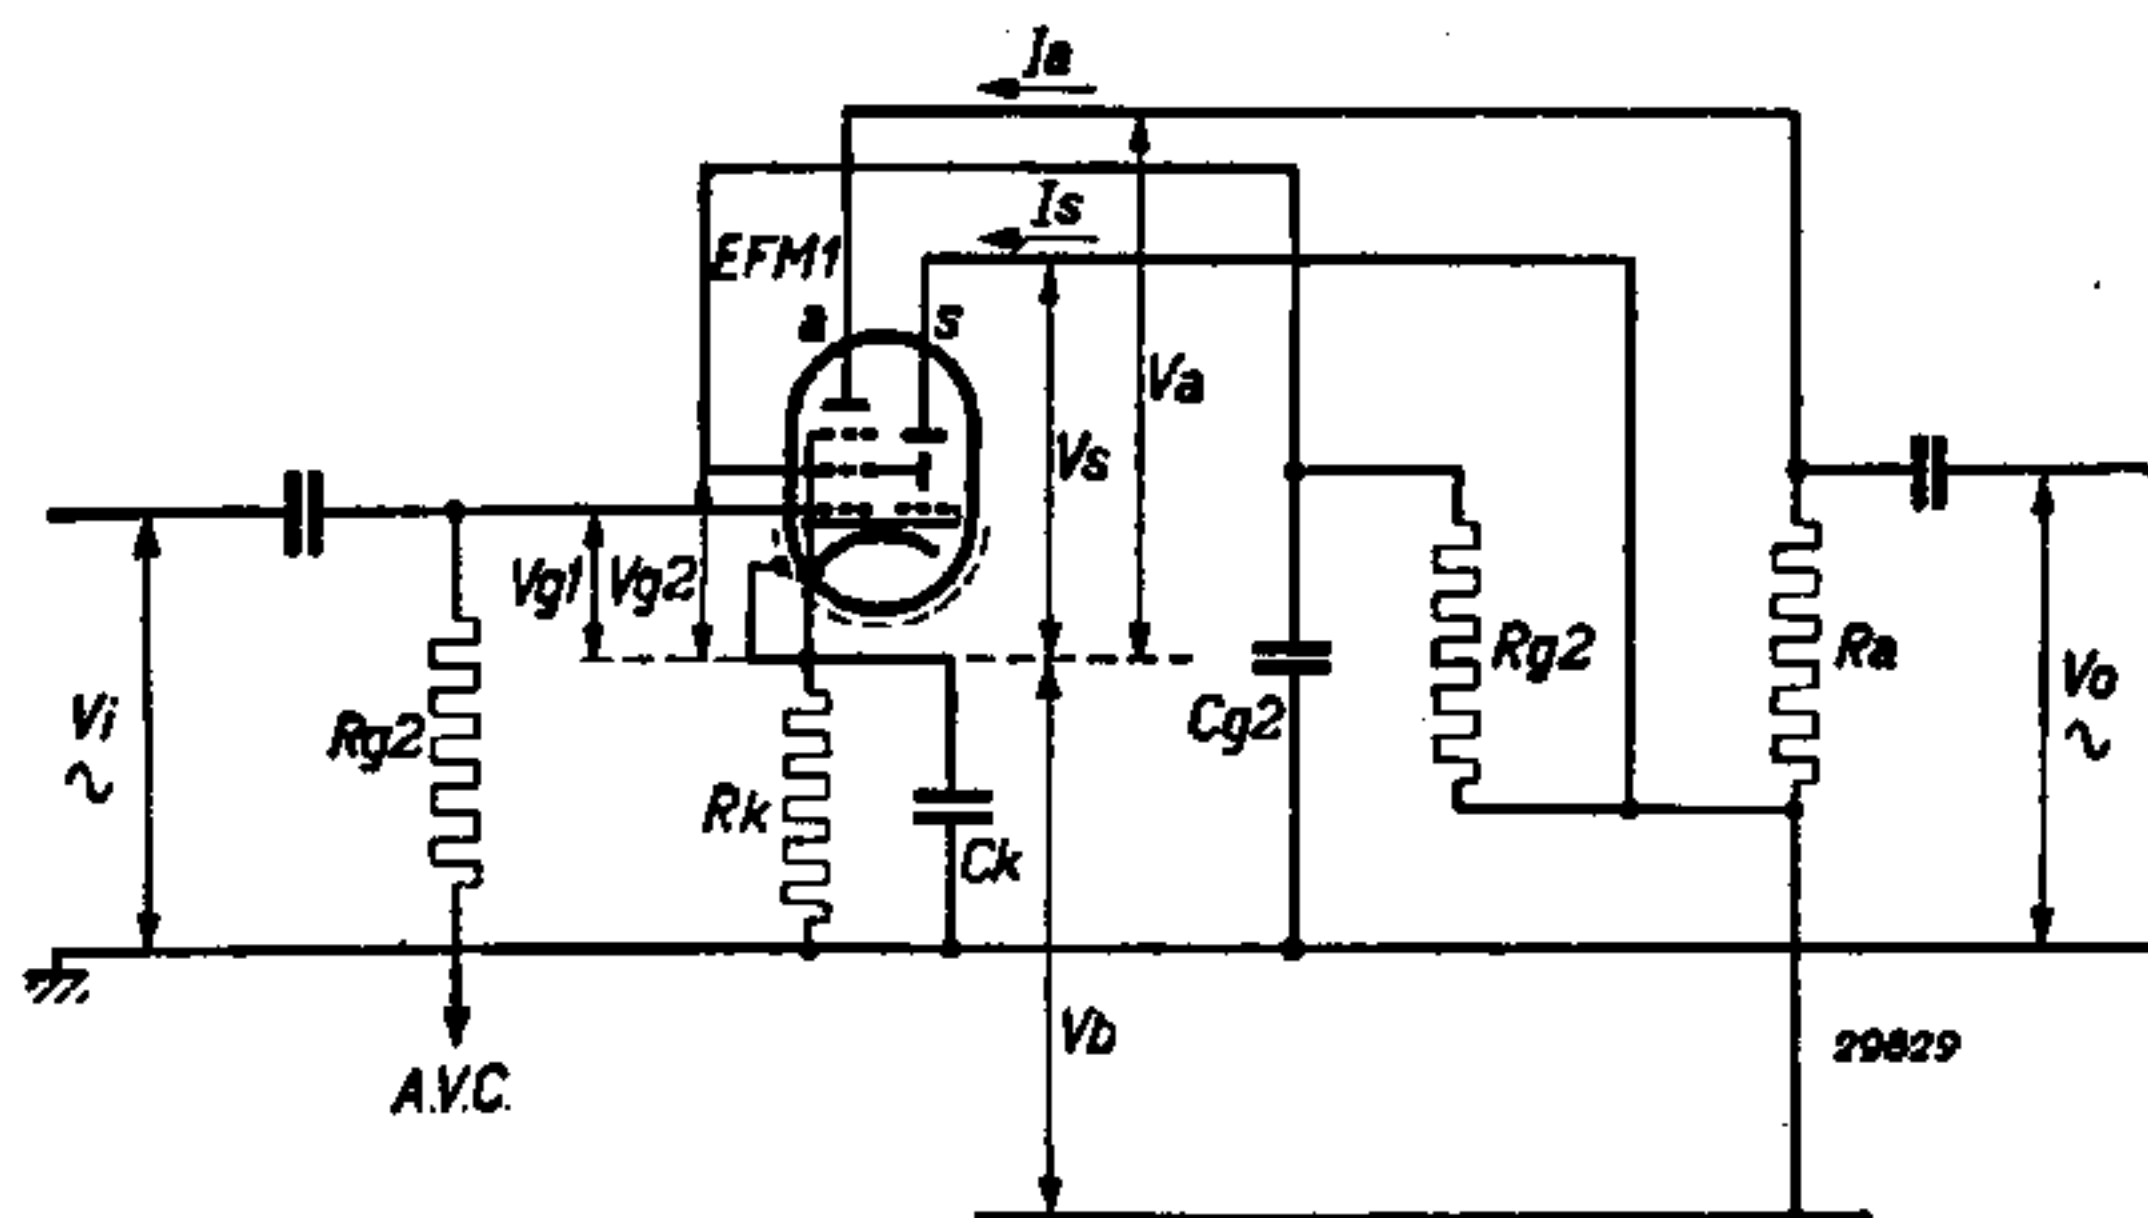 Ia
Is
EFM1
a
s
Va
Vs
Vg1
Vg2
Vi
~
Rg2
Rk
Ck
Cg2
Rg2
Ra
Vo
~
Vb
A.V.C.
29829